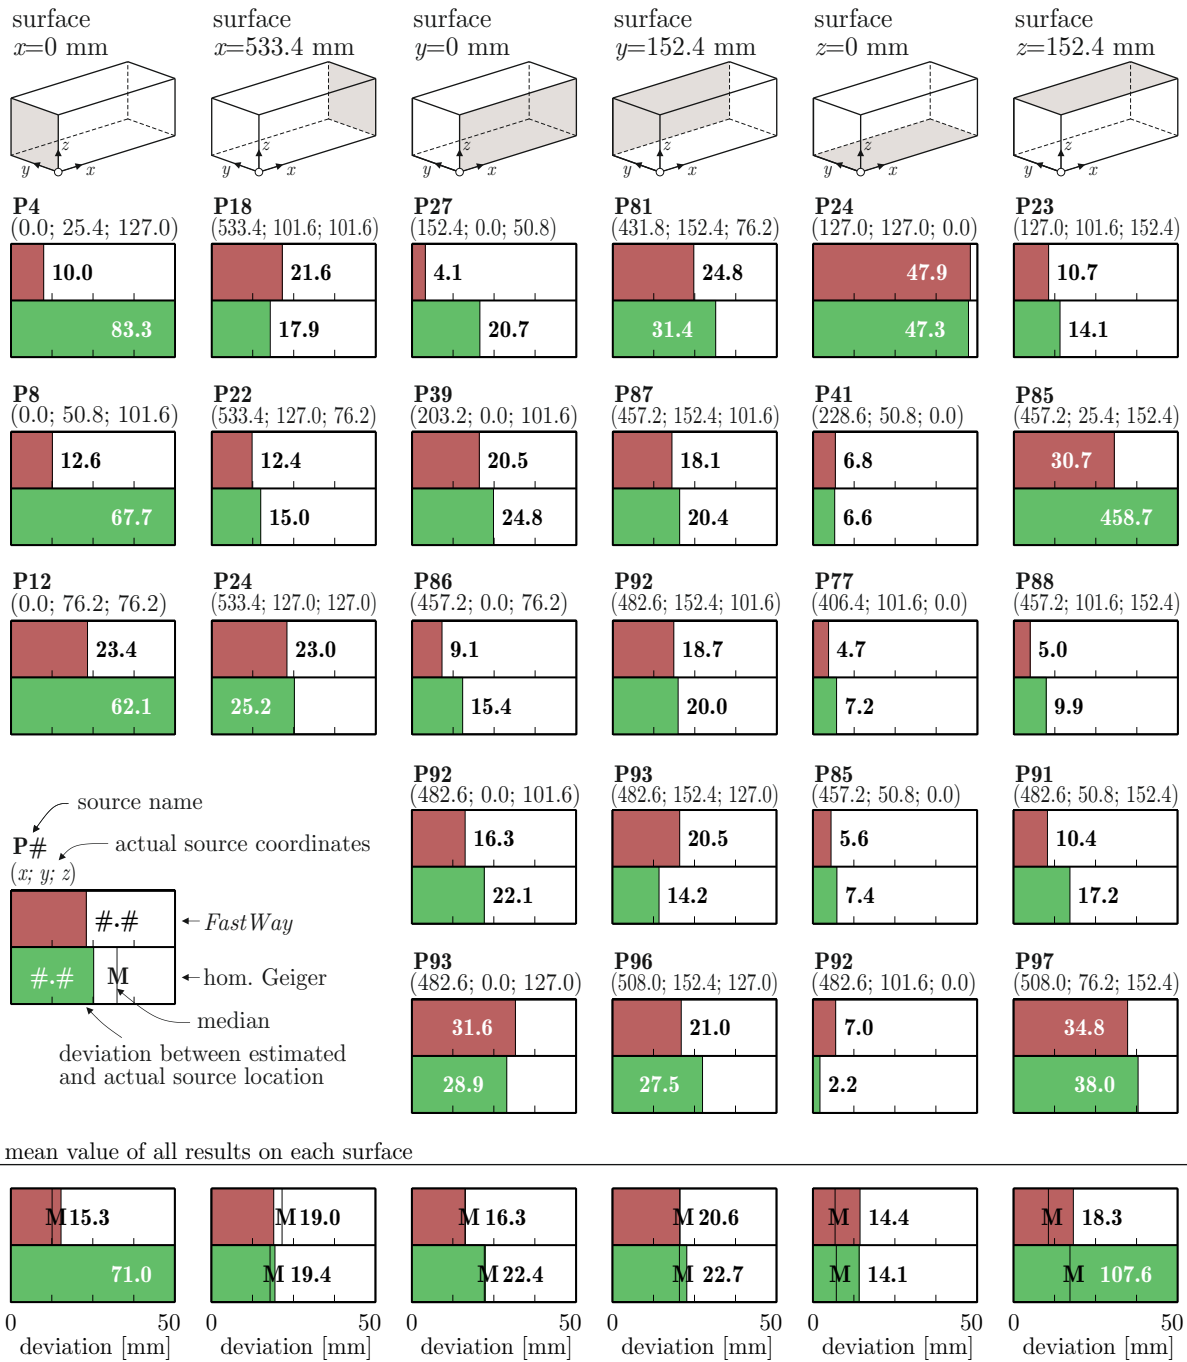 surface surface surface surface surface surface
x=0 mm x=533.4 mm y=0 mm y=152.4 mm z=0 mm z=152.4 mm
z z z z z z
y x y x y x y x y x y x
P4 P18 P27 P81 P24 P23
(0.0; 25.4; 127.0) (533.4; 101.6; 101.6) (152.4; 0.0; 50.8) (431.8; 152.4; 76.2) (127.0; 127.0; 0.0) (127.0; 101.6; 152.4)
10.0 21.6 4.1 24.8 47.9 10.7
83.3 17.9 20.7 31.4 47.3 14.1
P8 P22 P39 P87 P41 P85
(0.0; 50.8; 101.6) (533.4; 127.0; 76.2) (203.2; 0.0; 101.6) (457.2; 152.4; 101.6) (228.6; 50.8; 0.0) (457.2; 25.4; 152.4)
12.6 12.4 20.5 18.1 6.8 30.7
67.7 15.0 24.8 20.4 6.6 458.7
P12 P24 P86 P92 P77 P88
(0.0; 76.2; 76.2) (533.4; 127.0; 127.0) (457.2; 0.0; 76.2) (482.6; 152.4; 101.6) (406.4; 101.6; 0.0) (457.2; 101.6; 152.4)
23.4 23.0 9.1 18.7 4.7 5.0
62.1 25.2 15.4 20.0 7.2 9.9
P92 P93 P85 P91
(482.6; 0.0; 101.6) (482.6; 152.4; 127.0) (457.2; 50.8; 0.0) (482.6; 50.8; 152.4)
16.3 20.5 5.6 10.4
22.1 14.2 7.4 17.2
P93 P96 P92 P97
(482.6; 0.0; 127.0) (508.0; 152.4; 127.0) (482.6; 101.6; 0.0) (508.0; 76.2; 152.4)
31.6 21.0 7.0 34.8
28.9 27.5 2.2 38.0
source name
P#
actual source coordinates
(x; y; z)
#.# FastWay
#.# M hom. Geiger
median
deviation between estimated
and actual source location
mean value of all results on each surface
M 15.3 M 19.0 M 16.3 M 20.6 M 14.4 M 18.3
71.0 M 19.4 M 22.4 M 22.7 M 14.1 M 107.6
0 50 0 50 0 50 0 50 0 50 0 50
deviation [mm] deviation [mm] deviation [mm] deviation [mm] deviation [mm] deviation [mm]